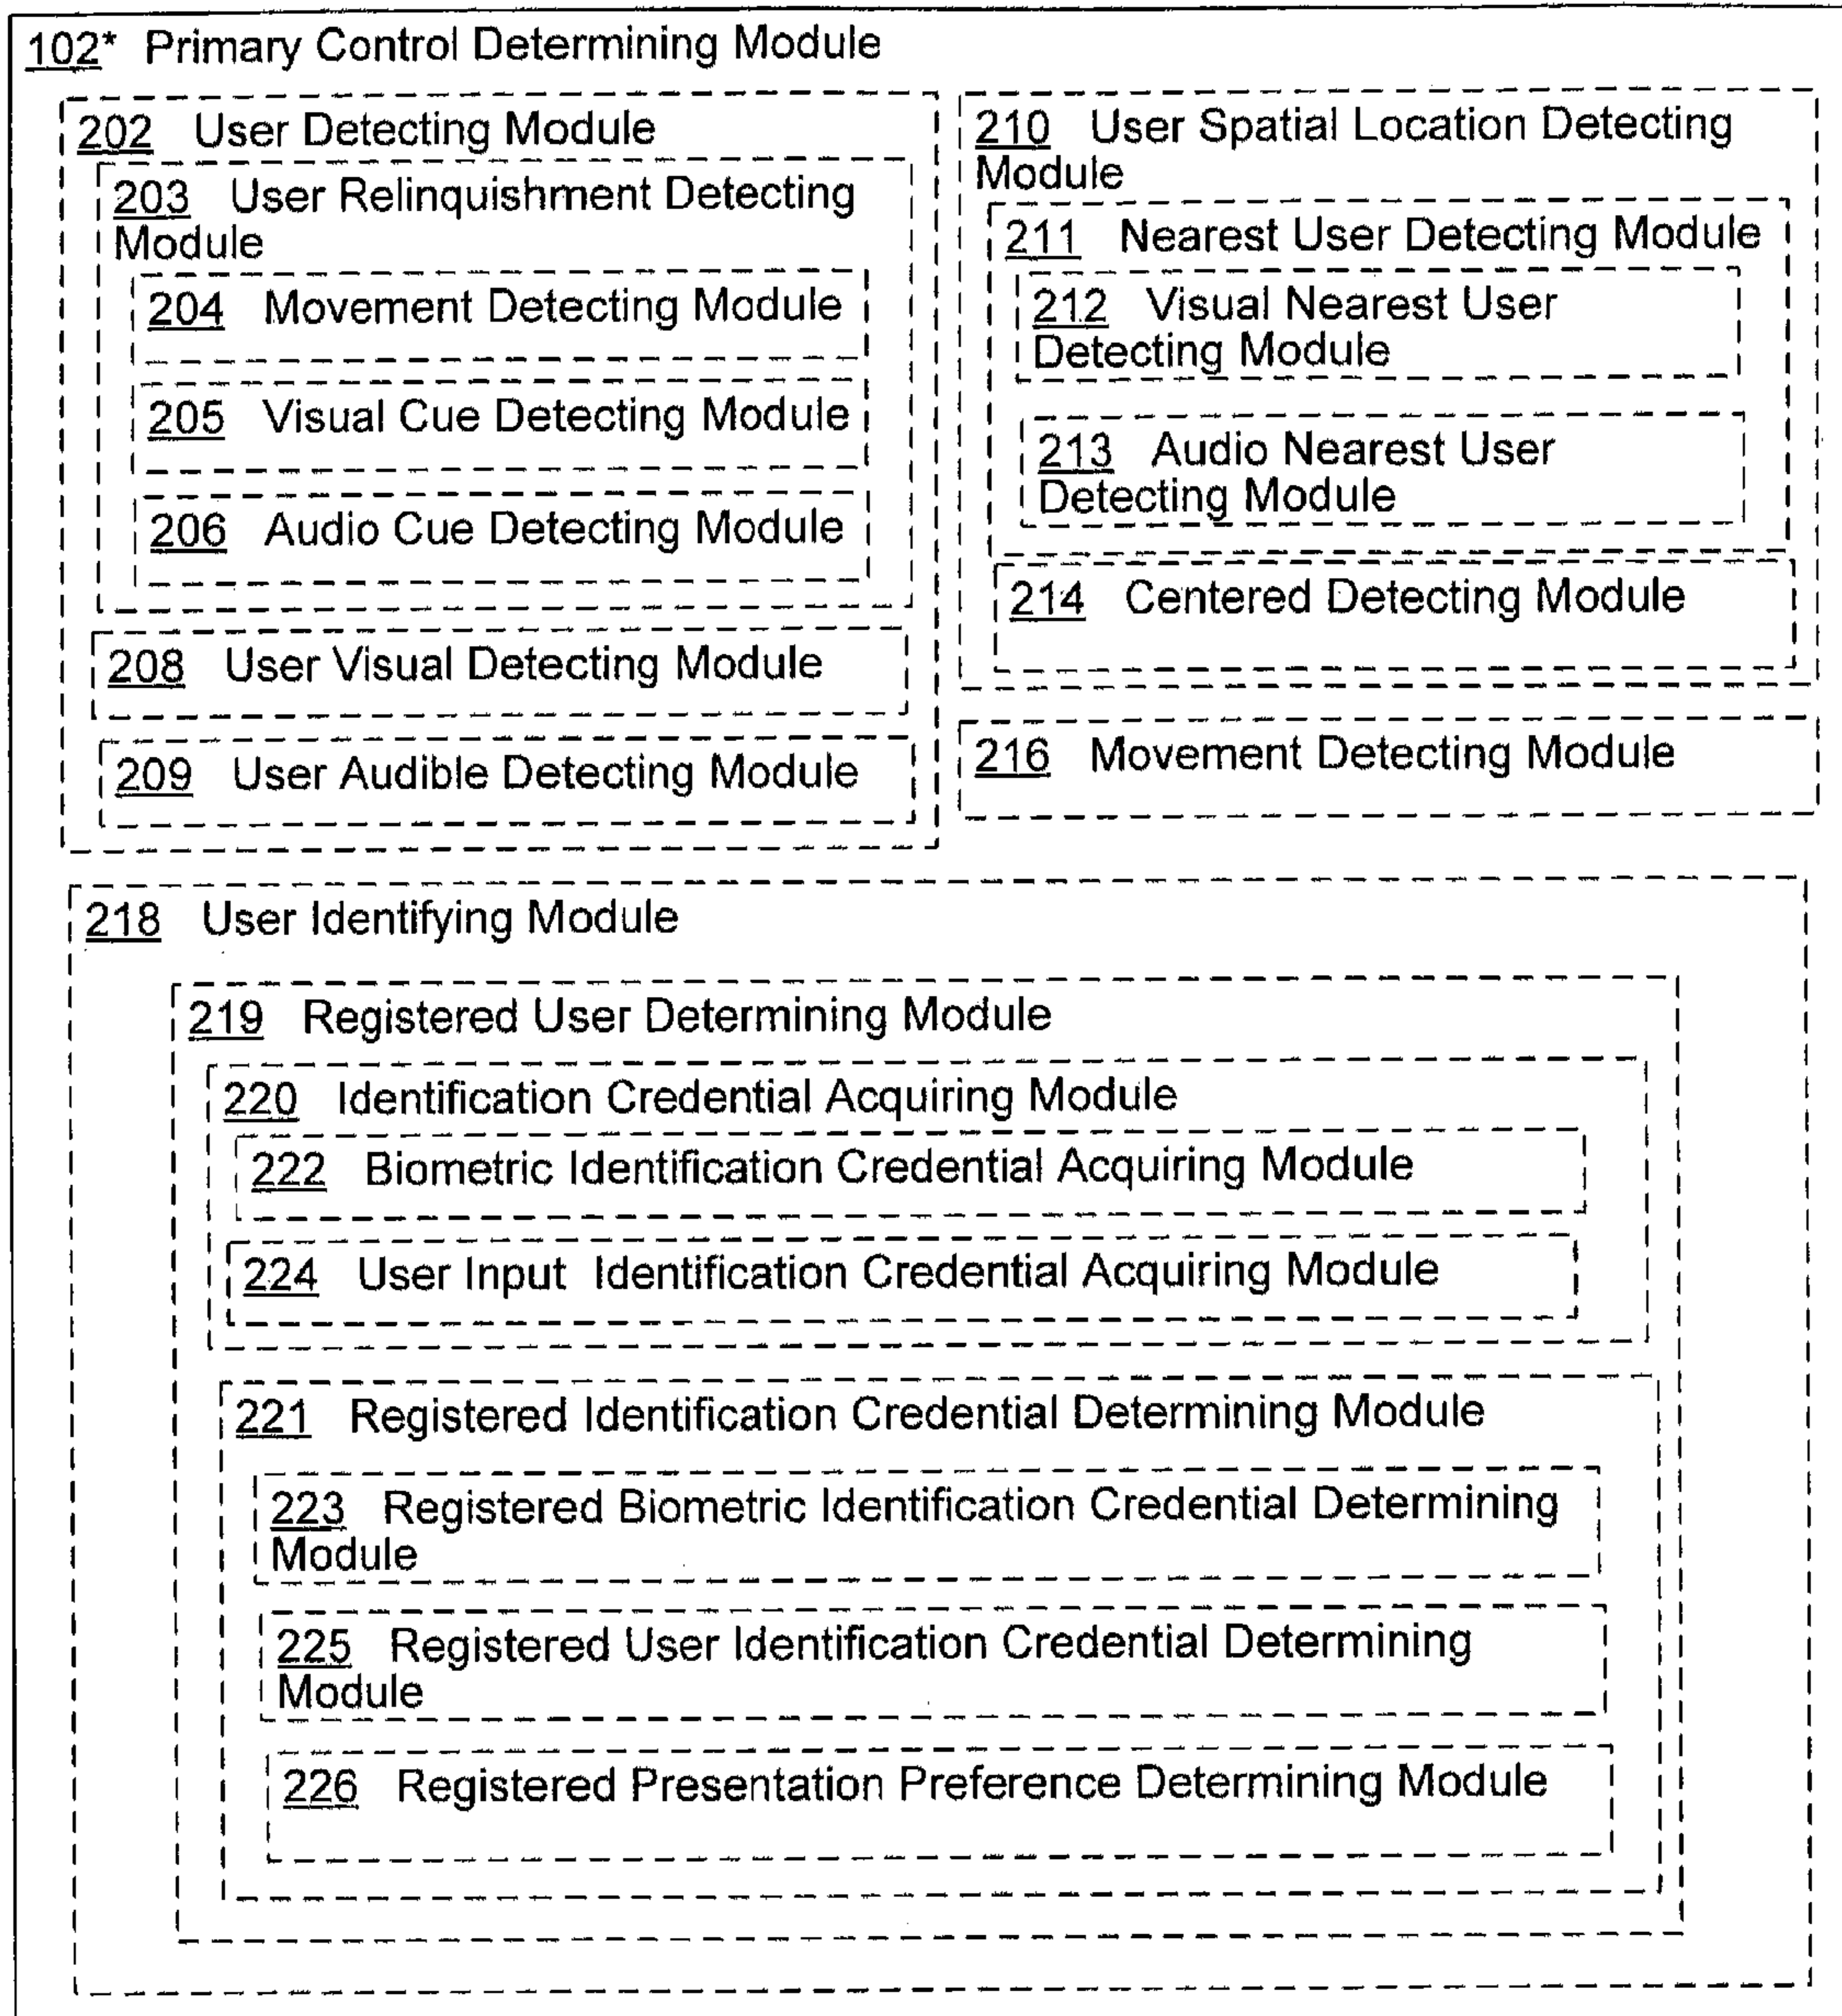 102* Primary Control Determining Module
202 User Detecting Module
203 User Relinquishment Detecting
Module
204 Movement Detecting Module
205 Visual Cue Detecting Module
206 Audio Cue Detecting Module
208 User Visual Detecting Module
209 User Audible Detecting Module
210 User Spatial Location Detecting
Module
211 Nearest User Detecting Module
212 Visual Nearest User
Detecting Module
213 Audio Nearest User
Detecting Module
214 Centered Detecting Module
216 Movement Detecting Module
218 User Identifying Module
219 Registered User Determining Module
220 Identification Credential Acquiring Module
222 Biometric Identification Credential Acquiring Module
224 User Input Identification Credential Acquiring Module
221 Registered Identification Credential Determining Module
223 Registered Biometric Identification Credential Determining
Module
225 Registered User Identification Credential Determining
Module
226 Registered Presentation Preference Determining Module